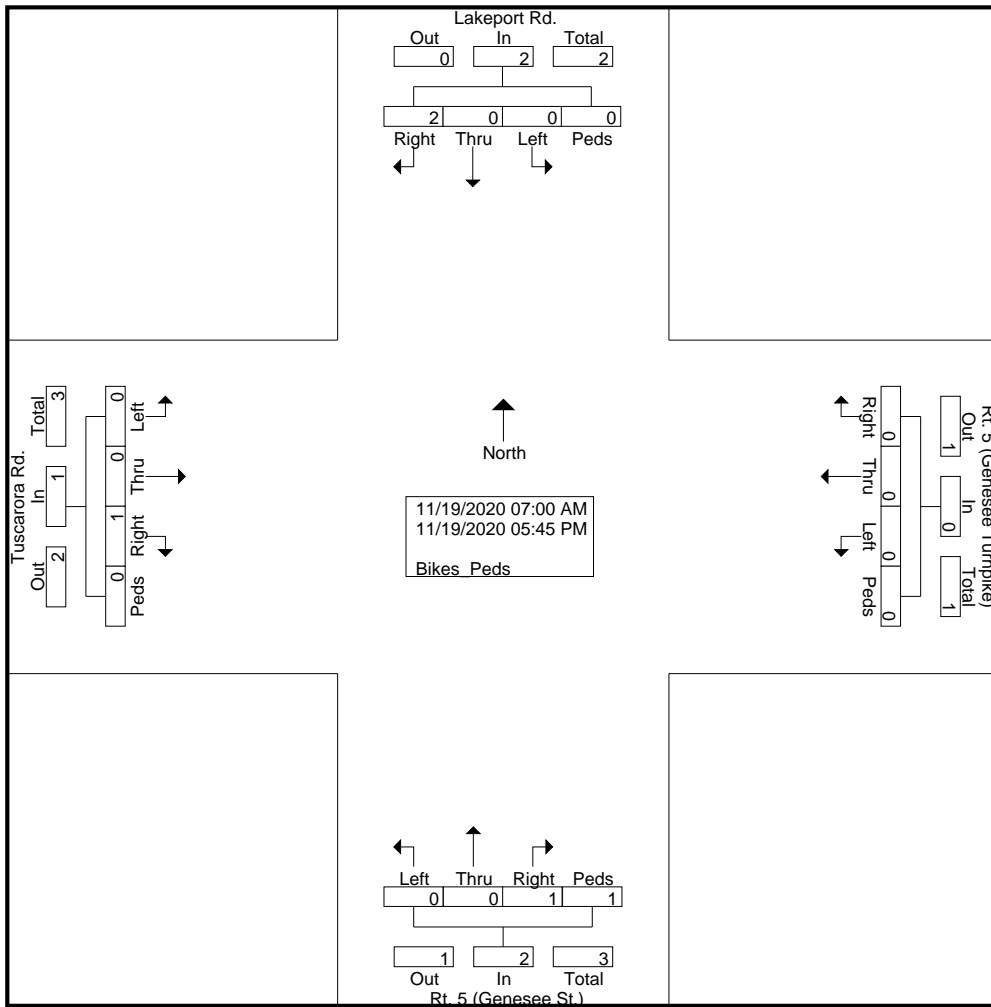 Lakeport Rd.
Out In Total
0 2 2
2 0 0 0
Right Thru Left Peds
Tuscarora Rd.
Total In Out
3 1 2
0 0 1 0
Left Thru Right Peds
North
11/19/2020 07:00 AM
11/19/2020 05:45 PM
Bikes_Peds
Rt. 5 (Genesee Turnpike)
Out In Total
1 0 1
0 0 0 0
Right Thru Left Peds
Left Thru Right Peds
0 0 1 1
1 2 3
Out In Total
Rt. 5 (Genesee St.)